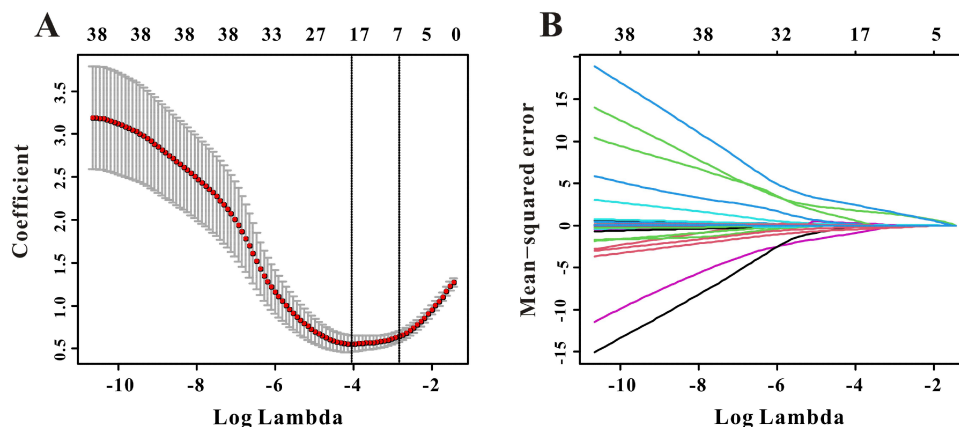 A
38 38 38 38 33 27 17 7 5 0
Coefficient
3.5
3.0
2.5
2.0
1.5
1.0
0.5
-10 -8 -6 -4 -2
Log Lambda
B
38 38 32 17 5
Mean-squared error
15
10
5
0
-5
-10
-15
-10 -8 -6 -4 -2
Log Lambda